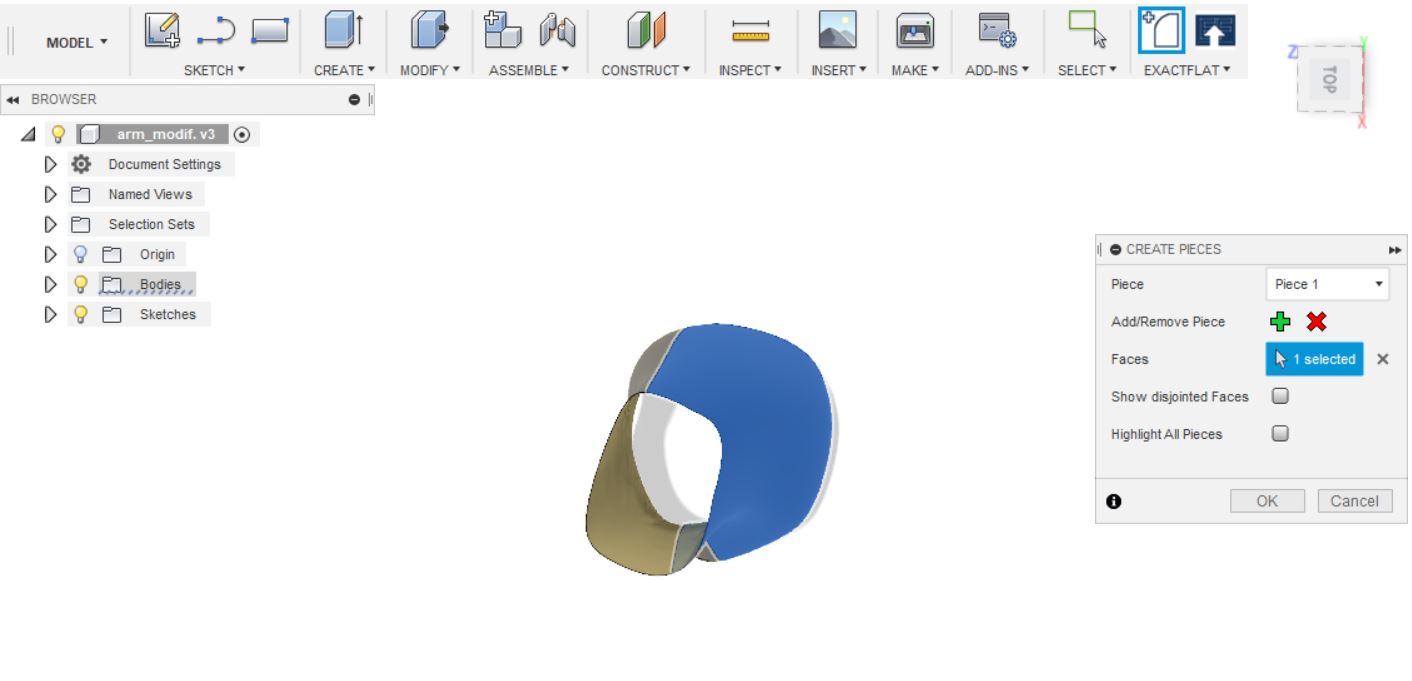 MODEL
SKETCH
CREATE
MODIFY
ASSEMBLE
CONSTRUCT
INSPECT
INSERT
MAKE
ADD-INS
SELECT
EXACTFLAT
Z
Y
TOP
X
BROWSER
arm_modif. v3
Document Settings
Named Views
Selection Sets
Origin
Bodies
Sketches
CREATE PIECES
Piece
Piece 1
Add/Remove Piece
Faces
1 selected
Show disjointed Faces
Highlight All Pieces
OK
Cancel